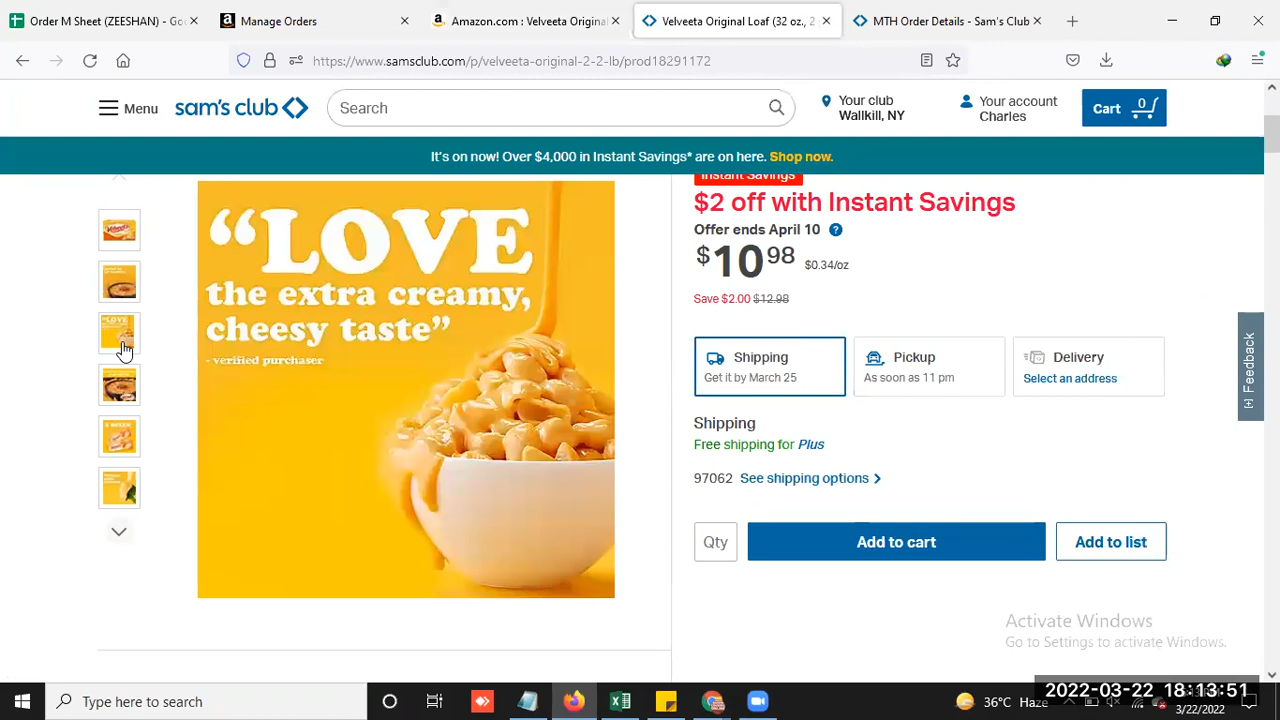 Order M Sheet (ZEESHAN) - Go
Manage Orders
Amazon.com : Velveeta Origina
Velveeta Original Loaf (32 oz., 2
MTH Order Details - Sam's Club
https://www.samsclub.com/p/velveeta-original-2-2-lb/prod18291172
Menu
sam's club
Search
Your club
Wallkill, NY
Your account
Charles
Cart
0
It's on now! Over $4,000 in Instant Savings* are on here. Shop now.
Instant Savings
$2 off with Instant Savings
Offer ends April 10 ?
$10 98
$0.34/oz
Save $2.00 $12.98
"LOVE
the extra creamy,
cheesy taste"
- verified purchaser
Shipping
Get it by March 25
Pickup
As soon as 11 pm
Delivery
Select an address
Shipping
Free shipping for Plus
97062 See shipping options
Qty
Add to cart
Add to list
[+] Feedback
Activate Windows
Go to Settings to activate Windows.
Type here to search
36°C Haze
2022-03-22 18:13:51
3/22/2022